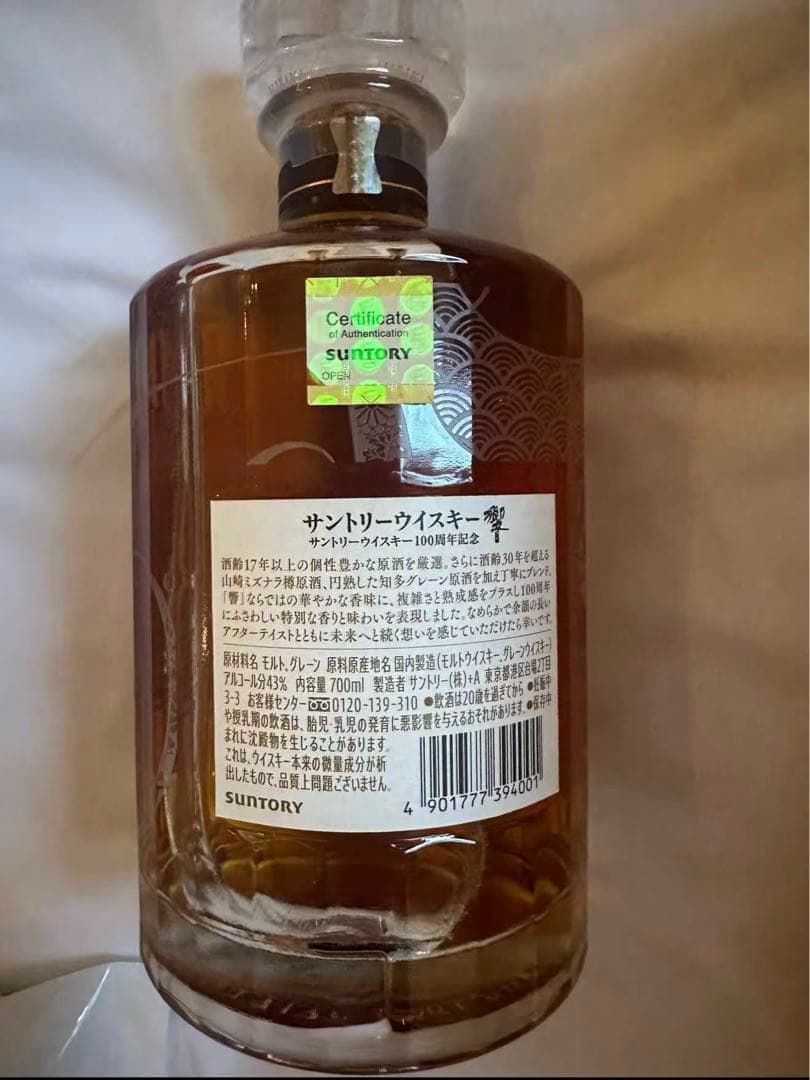 Certificate
of Authentication
SUNTORY
OPEN
サントリーウイスキー響
サントリーウイスキー100周年記念
酒齢17年以上の個性豊かな原酒を厳選。さらに酒齢30年を超える
山崎ミズナラ樽原酒、円熟した知多グレーン原酒を加え丁寧にブレンド。
「響」ならではの華やかな香味に、複雑さと熟成感をプラスし100周年
にふさわしい特別な香りと味わいを表現しました。なめらかで余韻の長い
アフターテイストとともに未来へと続く想いを感じていただけたら幸いです。
原材料名 モルト、グレーン 原料原産地名 国内製造(モルトウイスキー、グレーンウイスキー)
アルコール分43% 内容量 700ml 製造者 サントリー(株)+A 東京都港区台場2丁目
3-3 お客様センター 0120-139-310 ●飲酒は20歳を過ぎてから ●妊娠中
や授乳期の飲酒は、胎児・乳児の発育に悪影響を与えるおそれがあります。●保存中
まれに沈殿物を生じることがあります。
これは、ウイスキー本来の微量成分が析
出したもので、品質上問題ございません。
SUNTORY
4 901777 394001